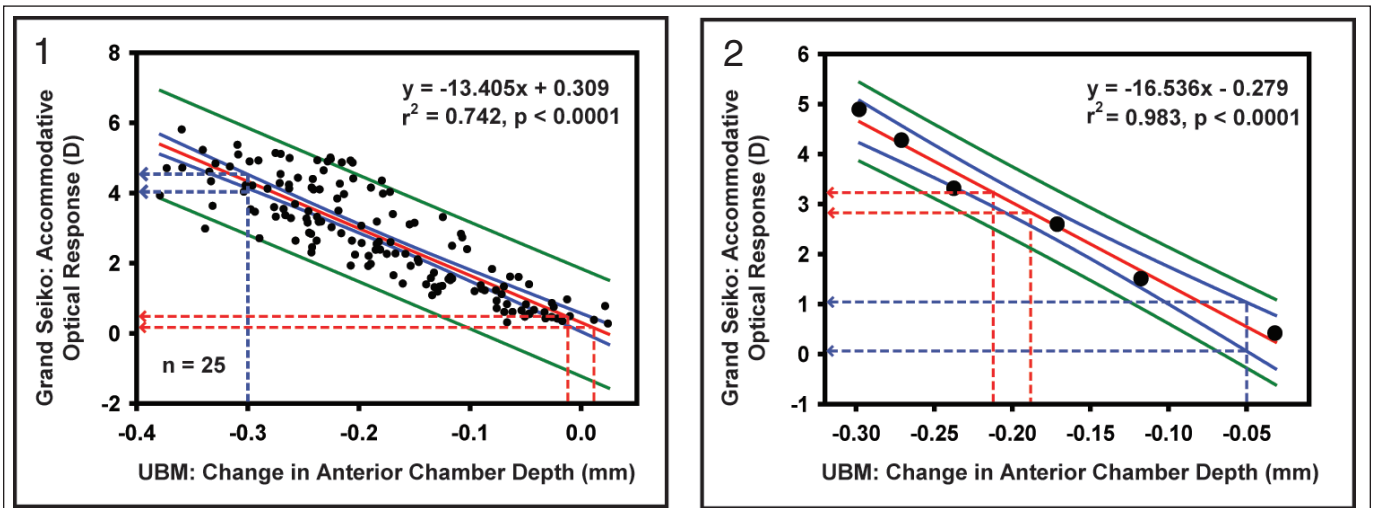 1
8
6
4
2
0
-2
Grand Seiko: Accommodative
Optical Response (D)
y = -13.405x + 0.309
r² = 0.742, p < 0.0001
n = 25
-0.4 -0.3 -0.2 -0.1 0.0
UBM: Change in Anterior Chamber Depth (mm)
2
6
5
4
3
2
1
0
-1
Grand Seiko: Accommodative
Optical Response (D)
y = -16.536x - 0.279
r² = 0.983, p < 0.0001
-0.30 -0.25 -0.20 -0.15 -0.10 -0.05
UBM: Change in Anterior Chamber Depth (mm)